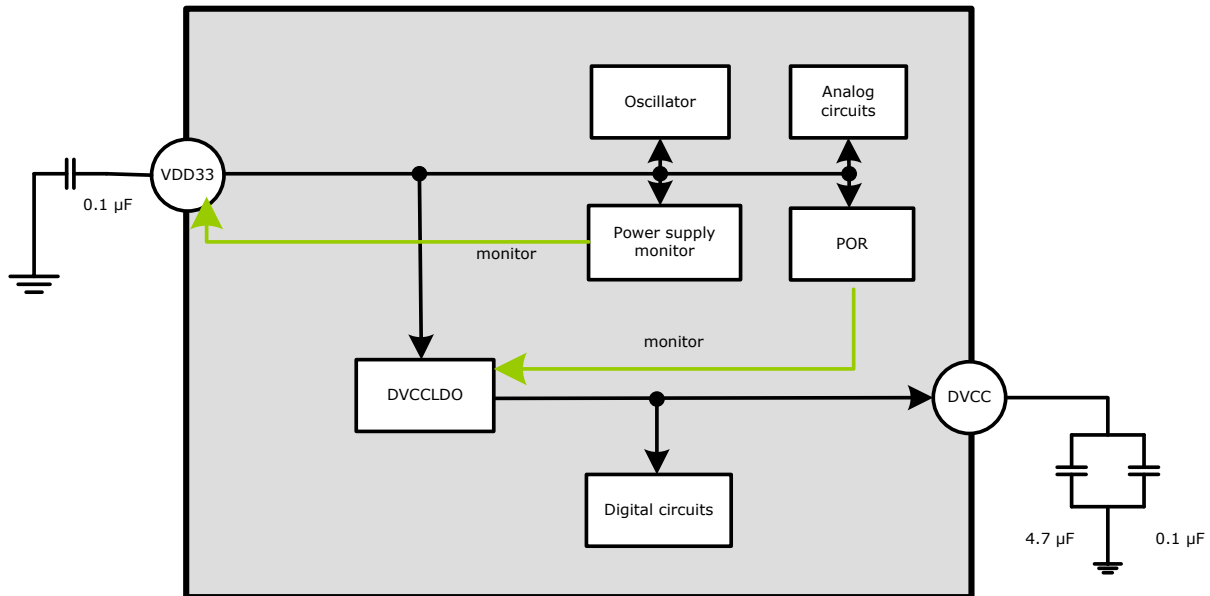 Oscillator
Analog
circuits
VDD33
0.1 µF
Power supply
monitor
POR
monitor
monitor
DVCCLDO
DVCC
Digital circuits
4.7 µF
0.1 µF